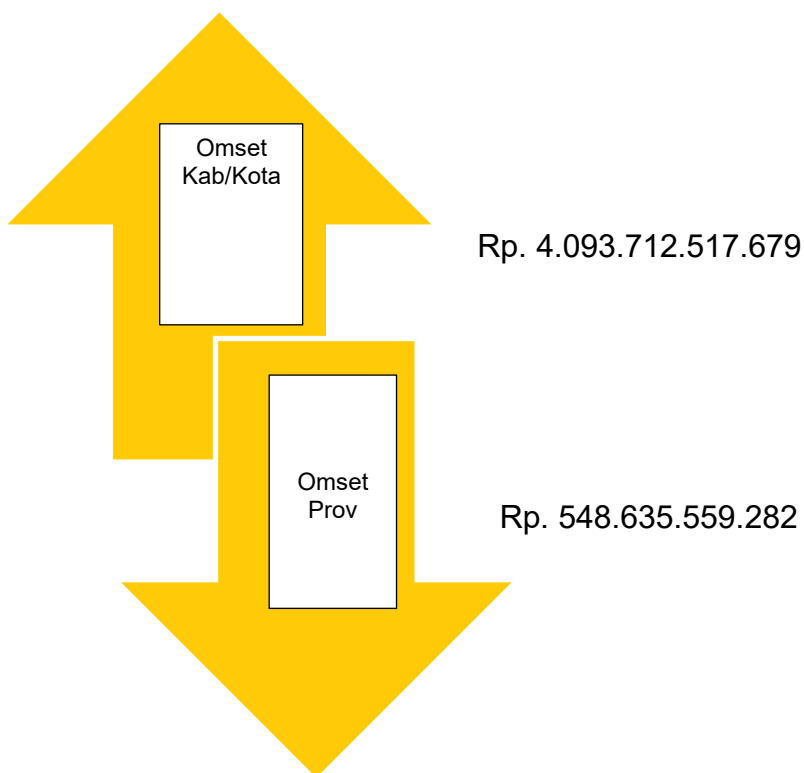 Omset
Kab/Kota
Rp. 4.093.712.517.679
Omset
Prov
Rp. 548.635.559.282